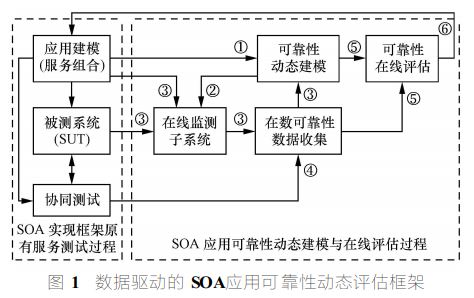 ⑥
应用建模
(服务组合)
①
可靠性
动态建模
⑤
可靠性
在线评估
③
③
②
③
⑤
被测系统
(SUT)
③
在线监测
子系统
③
在数可靠性
数据收集
④
协同测试
SOA 实现框架原
有服务测试过程
SOA 应用可靠性动态建模与在线评估过程
图 1 数据驱动的 SOA应用可靠性动态评估框架